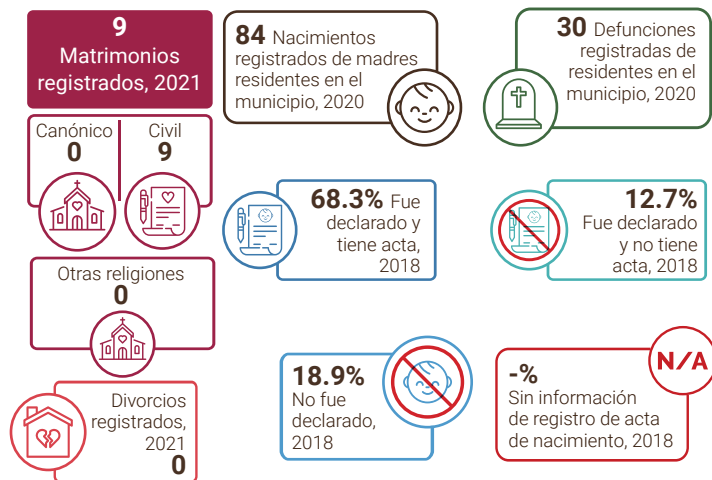 9
Matrimonios
registrados, 2021
84 Nacimientos
registrados de madres
residentes en el
municipio, 2020
30 Defunciones
registradas de
residentes en el
municipio, 2020
Canónico
0
Civil
9
68.3% Fue
declarado y
tiene acta,
2018
12.7%
Fue declarado
y no tiene
acta, 2018
Otras religiones
0
18.9%
No fue
declarado,
2018
-%
Sin información
de registro de acta
de nacimiento, 2018
N/A
Divorcios
registrados,
2021
0